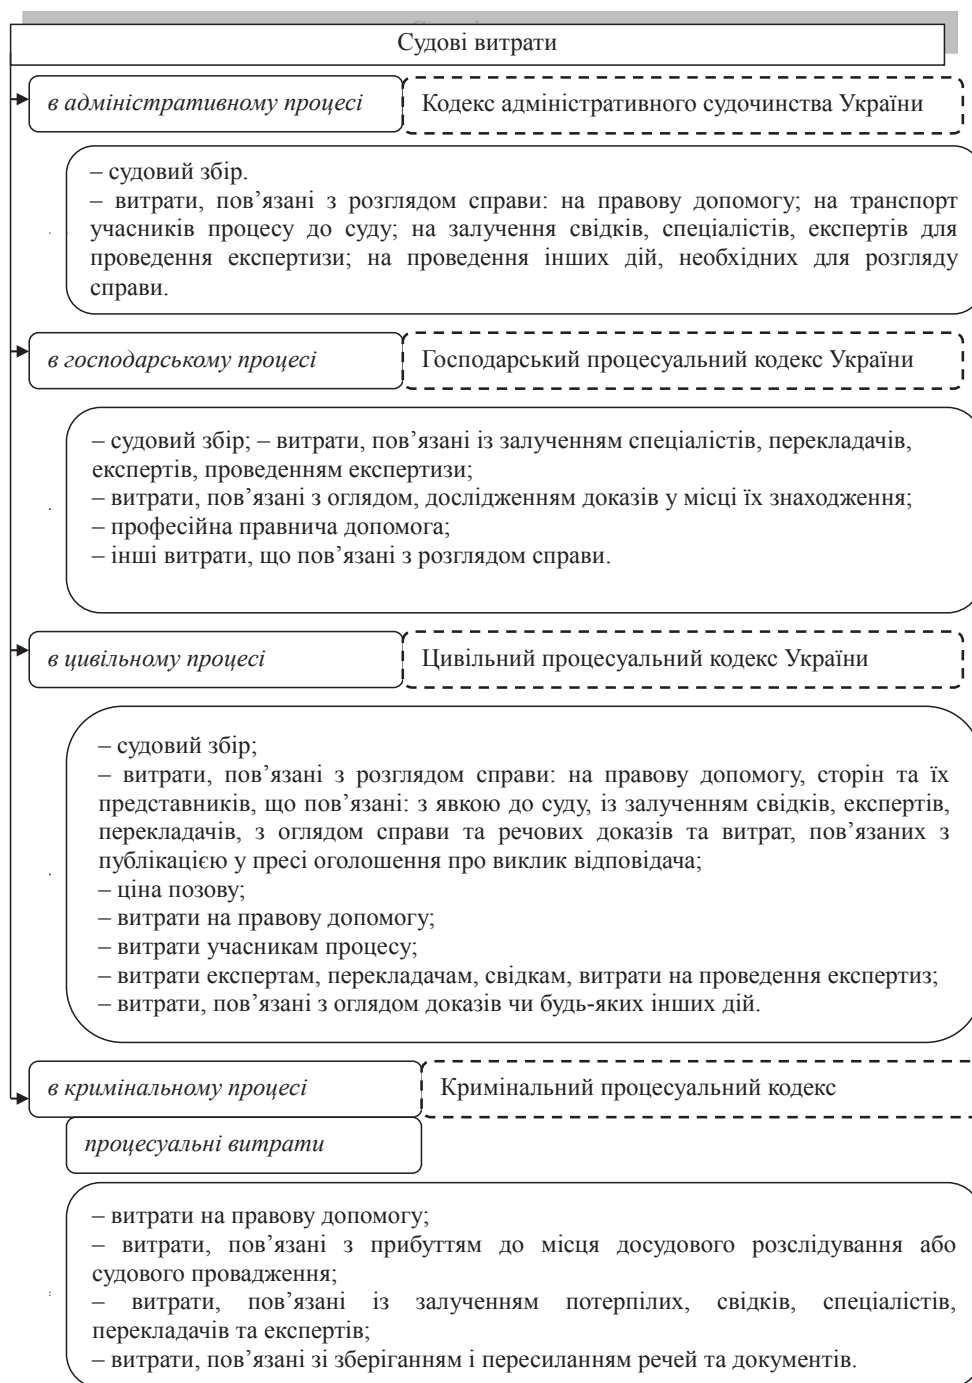 Судові витрати
в адміністративному процесі
Кодекс адміністративного судочинства України
– судовий збір.
– витрати, пов’язані з розглядом справи: на правову допомогу; на транспорт
учасників процесу до суду; на залучення свідків, спеціалістів, експертів для
проведення експертизи; на проведення інших дій, необхідних для розгляду
справи.
в господарському процесі
Господарський процесуальний кодекс України
– судовий збір; – витрати, пов’язані із залученням спеціалістів, перекладачів,
експертів, проведенням експертизи;
– витрати, пов’язані з оглядом, дослідженням доказів у місці їх знаходження;
– професійна правнича допомога;
– інші витрати, що пов’язані з розглядом справи.
в цивільному процесі
Цивільний процесуальний кодекс України
– судовий збір;
– витрати, пов’язані з розглядом справи: на правову допомогу, сторін та їх
представників, що пов’язані: з явкою до суду, із залученням свідків, експертів,
перекладачів, з оглядом справи та речових доказів та витрат, пов’язаних з
публікацією у пресі оголошення про виклик відповідача;
– ціна позову;
– витрати на правову допомогу;
– витрати учасникам процесу;
– витрати експертам, перекладачам, свідкам, витрати на проведення експертиз;
– витрати, пов’язані з оглядом доказів чи будь-яких інших дій.
в кримінальному процесі
Кримінальний процесуальний кодекс
процесуальні витрати
– витрати на правову допомогу;
– витрати, пов’язані з прибуттям до місця досудового розслідування або
судового провадження;
– витрати, пов’язані із залученням потерпілих, свідків, спеціалістів,
перекладачів та експертів;
– витрати, пов’язані зі зберіганням і пересиланням речей та документів.